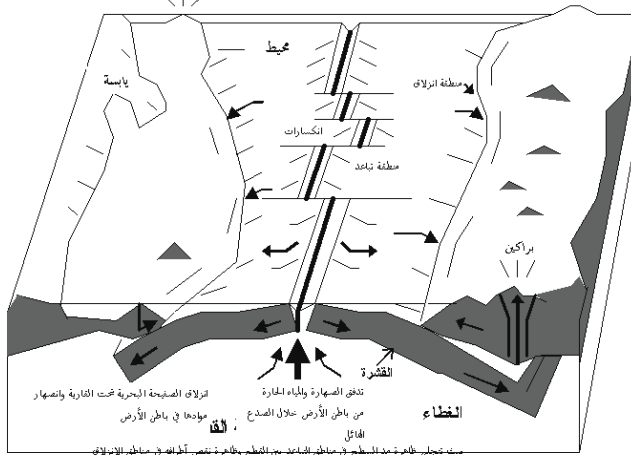 محيط
يابسة
منطقة انزلاق
انكسارات
منطقة تباعد
براكين
القشرة
تدفق الصهارة والمياه الحارة
من باطن الأرض خلال الصدع
الهائل
انزلاق الصفيحة البحرية تحت القارية وانصهار
موادها في باطن الأرض
الغطاء